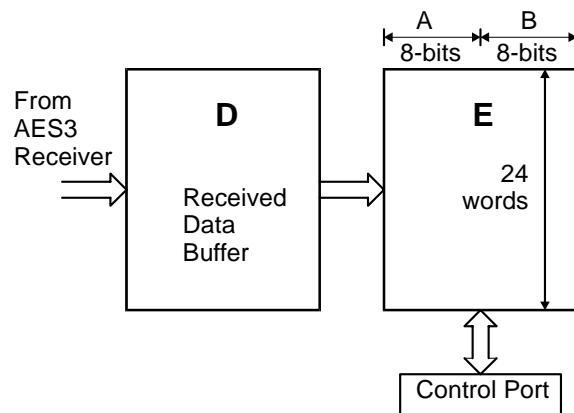 A B
8-bits 8-bits
From
AES3
Receiver
D
Received
Data
Buffer
E
24
words
Control Port